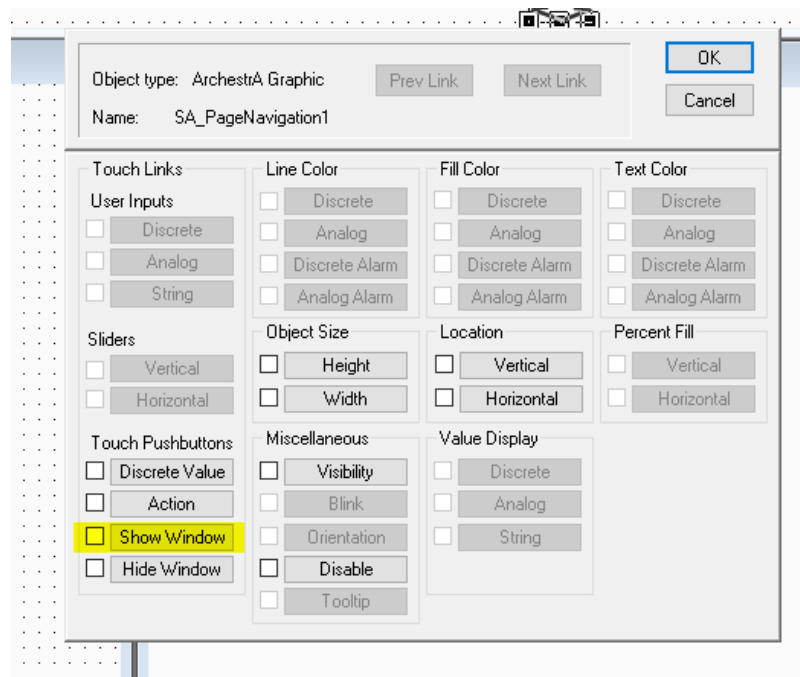 Object type: ArchestrA Graphic
Prev Link
Next Link
OK
Name: SA_PageNavigation1
Cancel
Touch Links
User Inputs
Discrete
Analog
String
Sliders
Vertical
Horizontal
Touch Pushbuttons
Discrete Value
Action
Show Window
Hide Window
Line Color
Discrete
Analog
Discrete Alarm
Analog Alarm
Object Size
Height
Width
Miscellaneous
Visibility
Blink
Orientation
Disable
Tooltip
Fill Color
Discrete
Analog
Discrete Alarm
Analog Alarm
Location
Vertical
Horizontal
Value Display
Discrete
Analog
String
Text Color
Discrete
Analog
Discrete Alarm
Analog Alarm
Percent Fill
Vertical
Horizontal